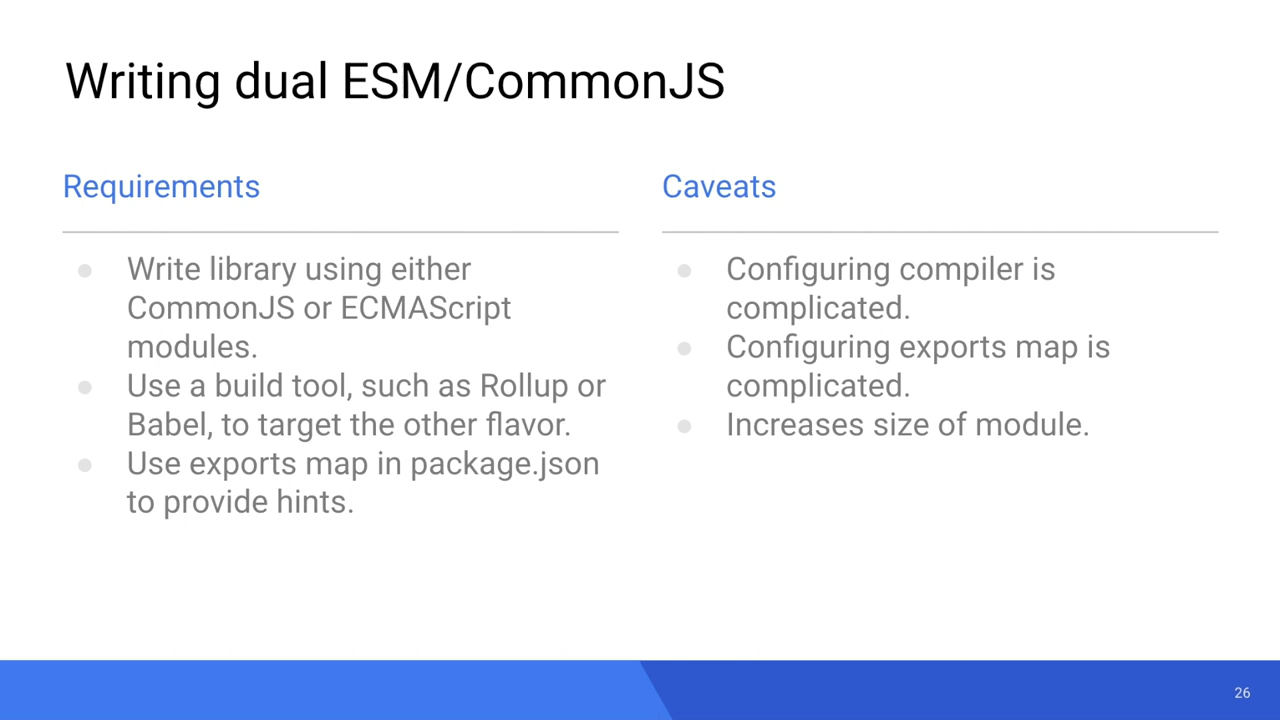 Writing dual ESM/CommonJS
Requirements
Write library using either
CommonJS or ECMAScript
modules.
Use a build tool, such as Rollup or
Babel, to target the other flavor.
Use exports map in package.json
to provide hints.
Caveats
Configuring compiler is
complicated.
Configuring exports map is
complicated.
Increases size of module.
26